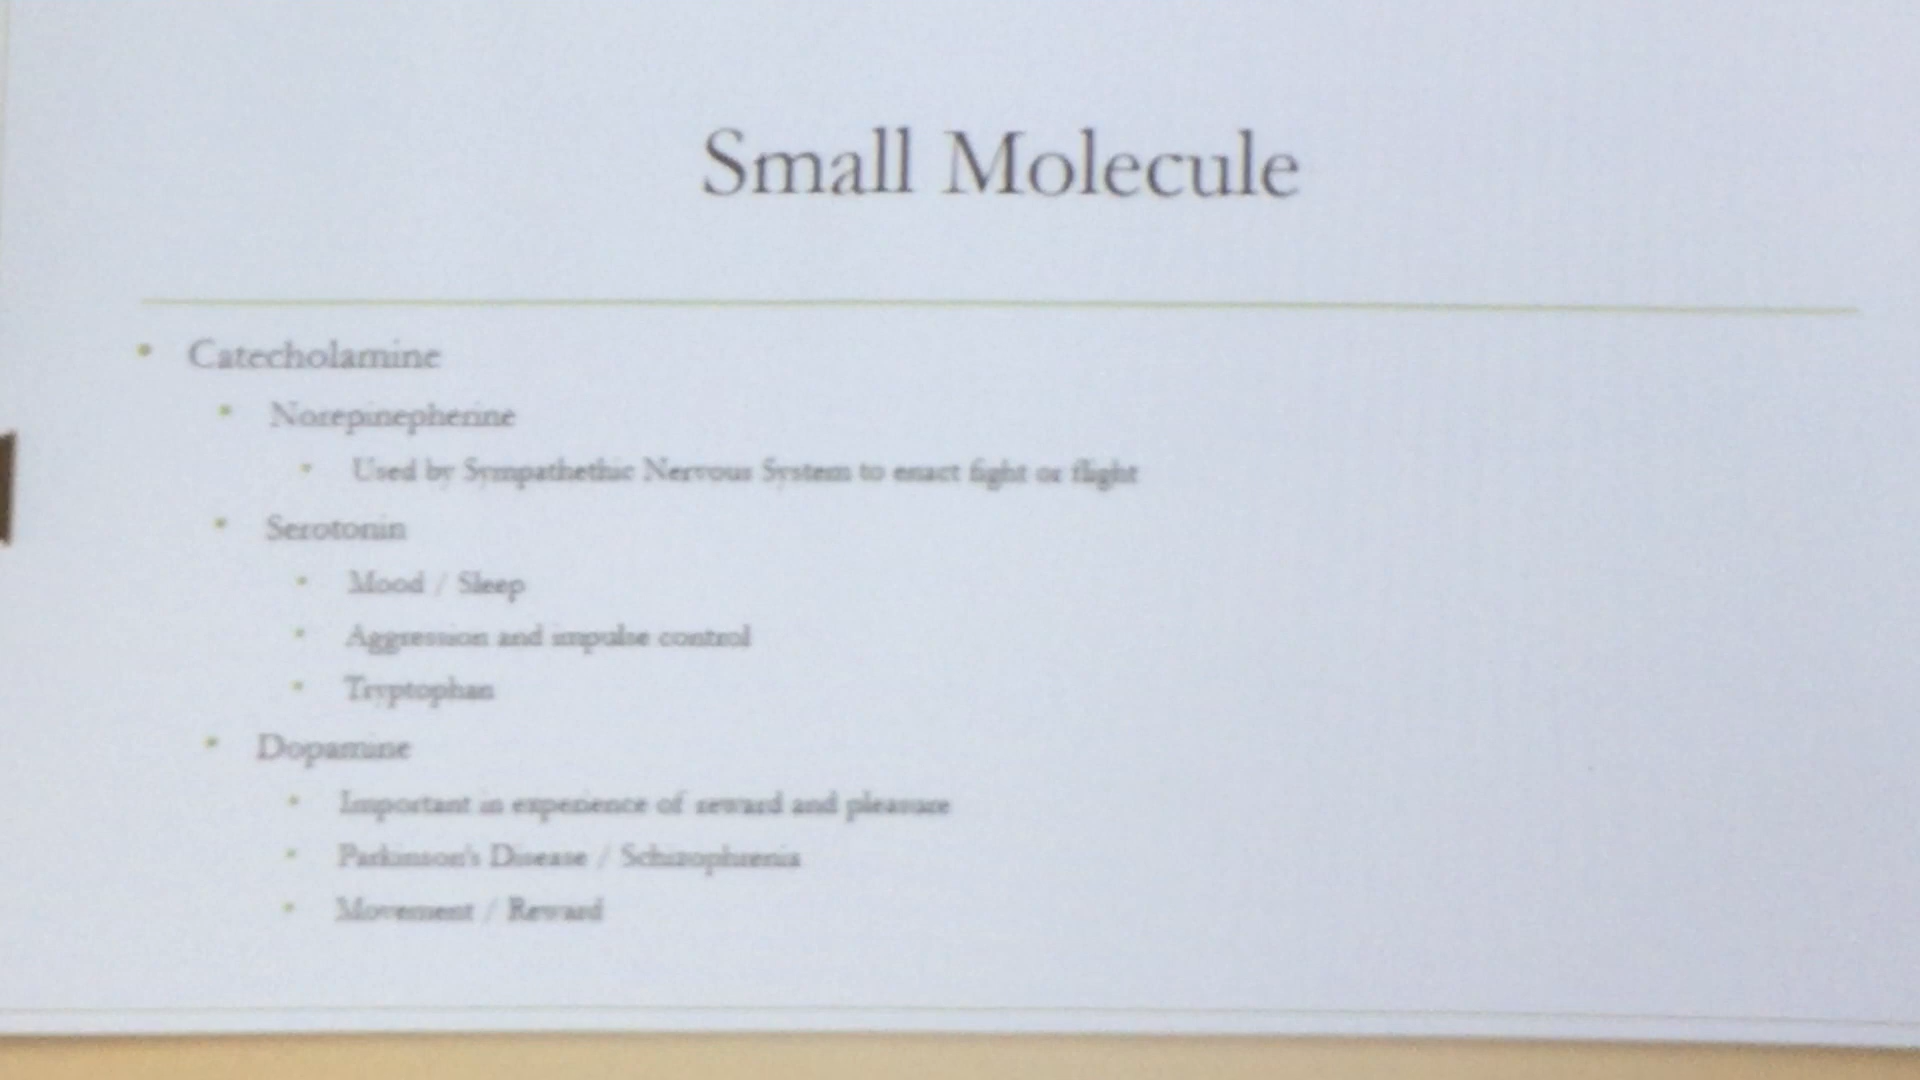 Small Molecule
• Catecholamine
• Norepinepherine
• Used by Sympathethic Nervous System to enact fight or flight
• Serotonin
• Mood / Sleep
• Aggression and impulse control
• Tryptophan
• Dopamine
• Important in experience of reward and pleasure
• Parkinson's Disease / Schizophrenia
• Movement / Reward